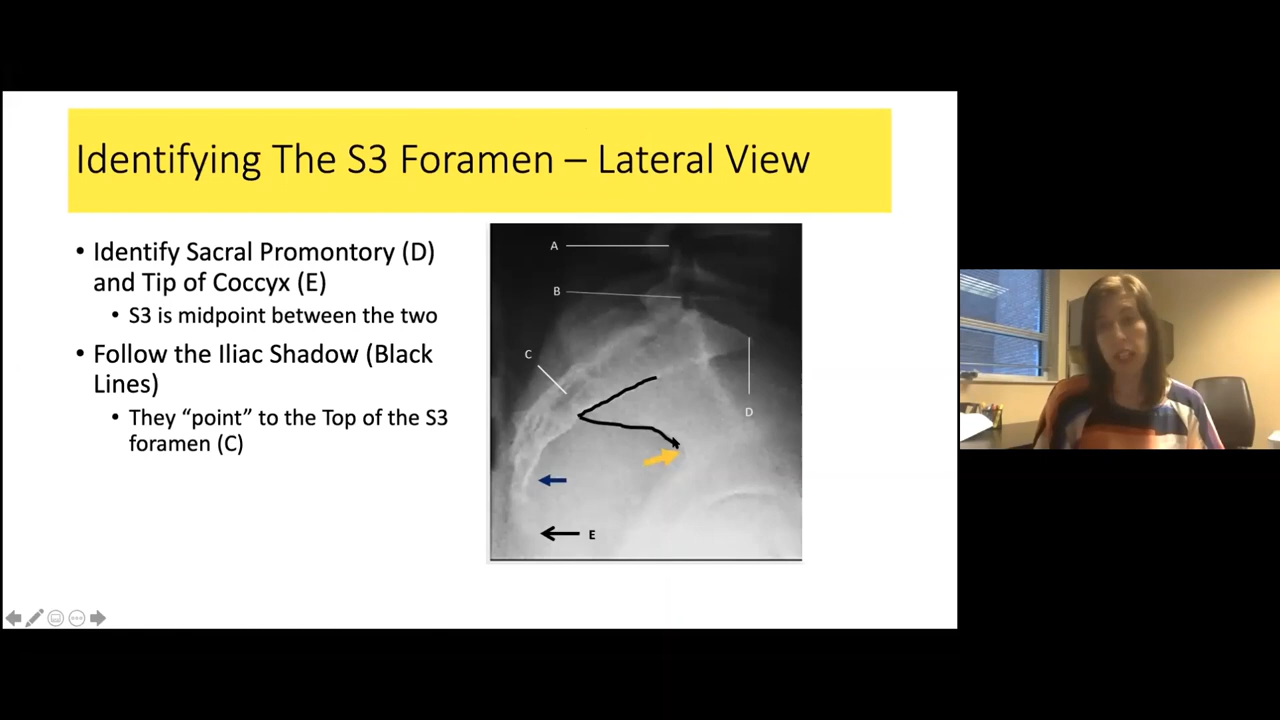 Identifying The S3 Foramen – Lateral View
• Identify Sacral Promontory (D)
and Tip of Coccyx (E)
• S3 is midpoint between the two
• Follow the Iliac Shadow (Black
Lines)
• They “point” to the Top of the S3
foramen (C)
A
B
C
D
E